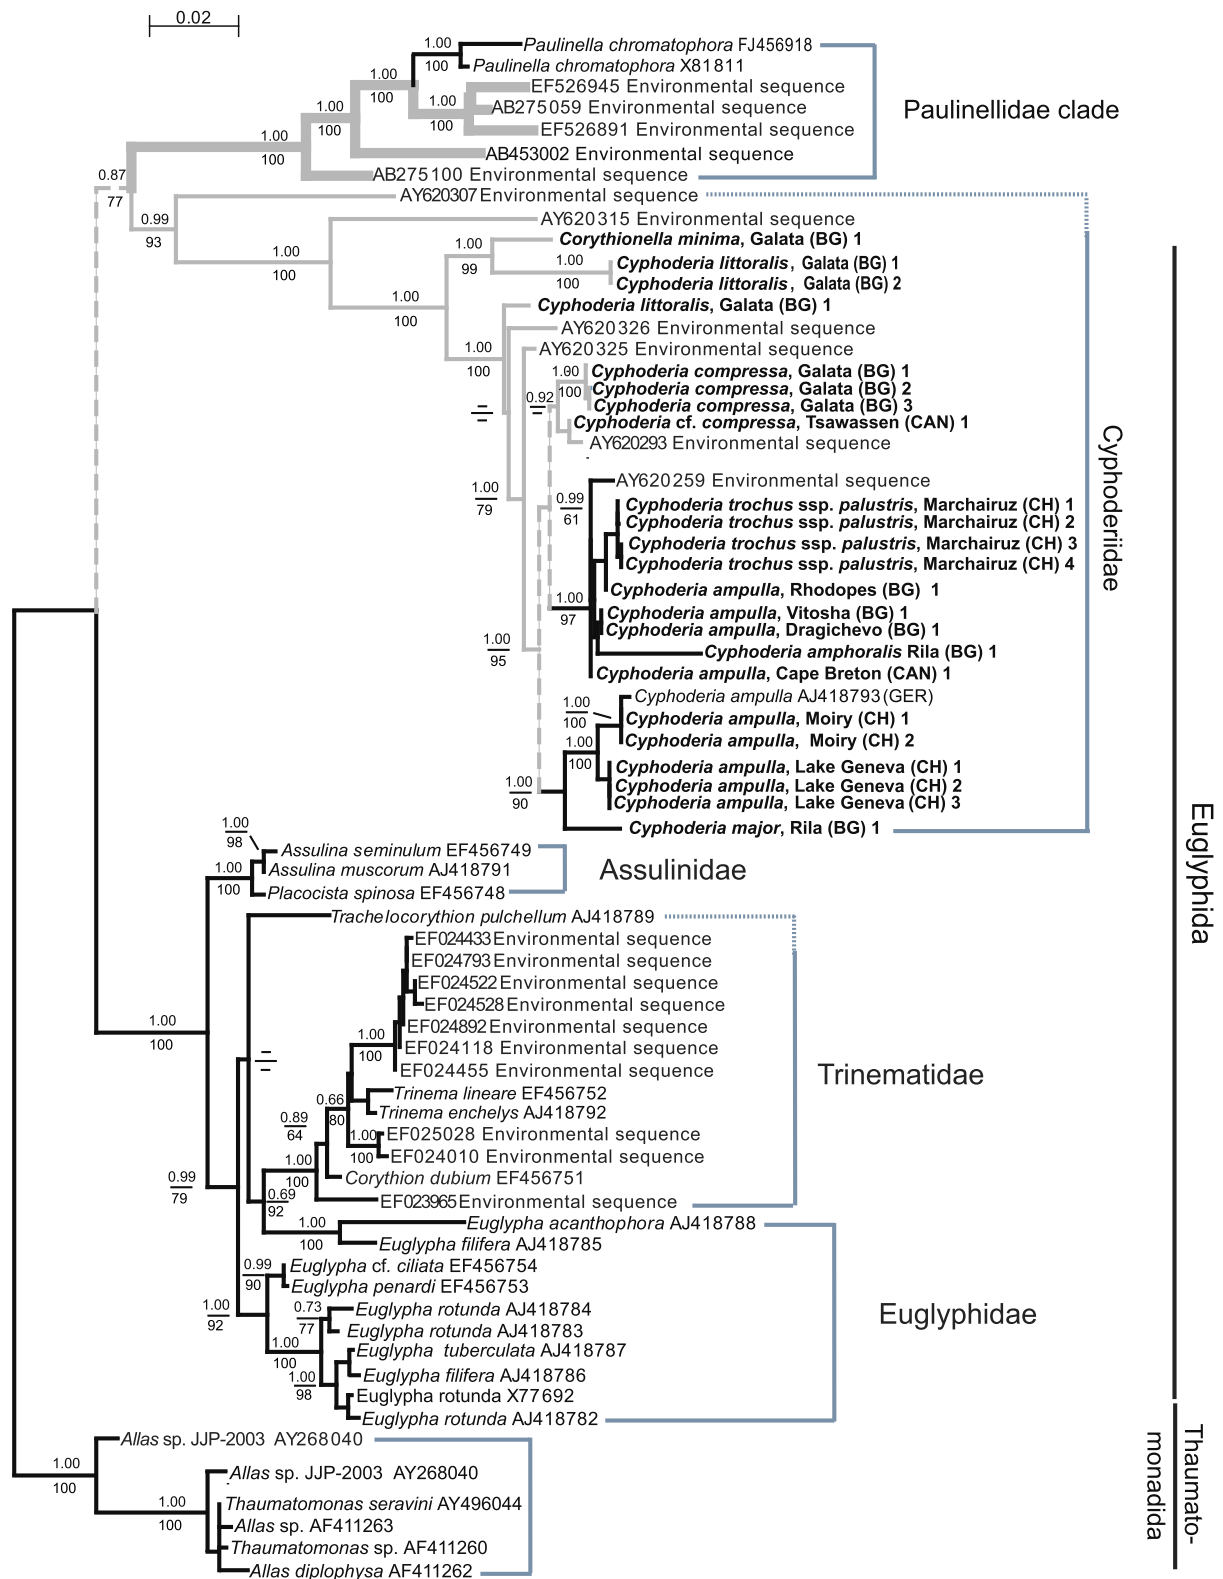 0.02
1.00
100
Paulinella chromatophora FJ456918
Paulinella chromatophora X81811
1.00
100
EF526945 Environmental sequence
1.00
100
AB275059 Environmental sequence
Paulinellidae clade
1.00
100
EF526891 Environmental sequence
1.00
100
AB453002 Environmental sequence
AB275100 Environmental sequence
0.87
77
AY620307 Environmental sequence
0.99
93
AY620315 Environmental sequence
Corythionella minima, Galata (BG) 1
1.00
100
1.00
99
1.00
100
Cyphoderia littoralis, Galata (BG) 1
Cyphoderia littoralis, Galata (BG) 2
1.00
100
Cyphoderia littoralis, Galata (BG) 1
AY620326 Environmental sequence
1.00
100
AY620325 Environmental sequence
1.00
100
Cyphoderia compressa, Galata (BG) 1
Cyphoderia compressa, Galata (BG) 2
0.92
–
Cyphoderia compressa, Galata (BG) 3
–
–
Cyphoderia cf. compressa, Tsawassen (CAN) 1
AY620293 Environmental sequence
Cyphoderiidae
AY620259 Environmental sequence
1.00
79
0.99
61
Cyphoderia trochus ssp. palustris, Marchairuz (CH) 1
Cyphoderia trochus ssp. palustris, Marchairuz (CH) 2
Cyphoderia trochus ssp. palustris, Marchairuz (CH) 3
Cyphoderia trochus ssp. palustris, Marchairuz (CH) 4
Cyphoderia ampulla, Rhodopes (BG) 1
1.00
97
Cyphoderia ampulla, Vitosha (BG) 1
Cyphoderia ampulla, Dragichevo (BG) 1
1.00
95
Cyphoderia amphoralis Rila (BG) 1
Cyphoderia ampulla, Cape Breton (CAN) 1
Cyphoderia ampulla AJ418793(GER)
1.00
100
Cyphoderia ampulla, Moiry (CH) 1
Cyphoderia ampulla, Moiry (CH) 2
1.00
100
Cyphoderia ampulla, Lake Geneva (CH) 1
1.00
90
Cyphoderia ampulla, Lake Geneva (CH) 2
Cyphoderia ampulla, Lake Geneva (CH) 3
Cyphoderia major, Rila (BG) 1
Euglyphida
1.00
98
Assulina seminulum EF456749
1.00
100
Assulina muscorum AJ418791
Assulinidae
Placocista spinosa EF456748
Trachelocorythion pulchellum AJ418789
EF024433Environmental sequence
EF024793 Environmental sequence
EF024522 Environmental sequence
EF024528Environmental sequence
1.00
100
EF024892Environmental sequence
1.00
100
EF024118 Environmental sequence
–
–
EF024455 Environmental sequence
Trinematidae
Trinema lineare EF456752
0.66
80
Trinema enchelys AJ418792
0.89
64
1.00
100
EF025028 Environmental sequence
EF024010 Environmental sequence
1.00
100
Corythion dubium EF456751
0.99
79
0.69
92
EF023965Environmental sequence
1.00
100
Euglypha acanthophora AJ418788
Euglypha filifera AJ418785
0.99
90
Euglypha cf. ciliata EF456754
Euglypha penardi EF456753
1.00
92
0.73
77
Euglypha rotunda AJ418784
Euglyphidae
Euglypha rotunda AJ418783
1.00
100
Euglypha tuberculata AJ418787
1.00
98
Euglypha filifera AJ418786
Euglypha rotunda X77692
Euglypha rotunda AJ418782
Allas sp. JJP-2003 AY268040
1.00
100
Allas sp. JJP-2003 AY268040
1.00
100
Thaumatomonas seravini AY496044
Allas sp. AF411263
Thaumatomonas sp. AF411260
Allas diplophysa AF411262
Thaumato-
monadida